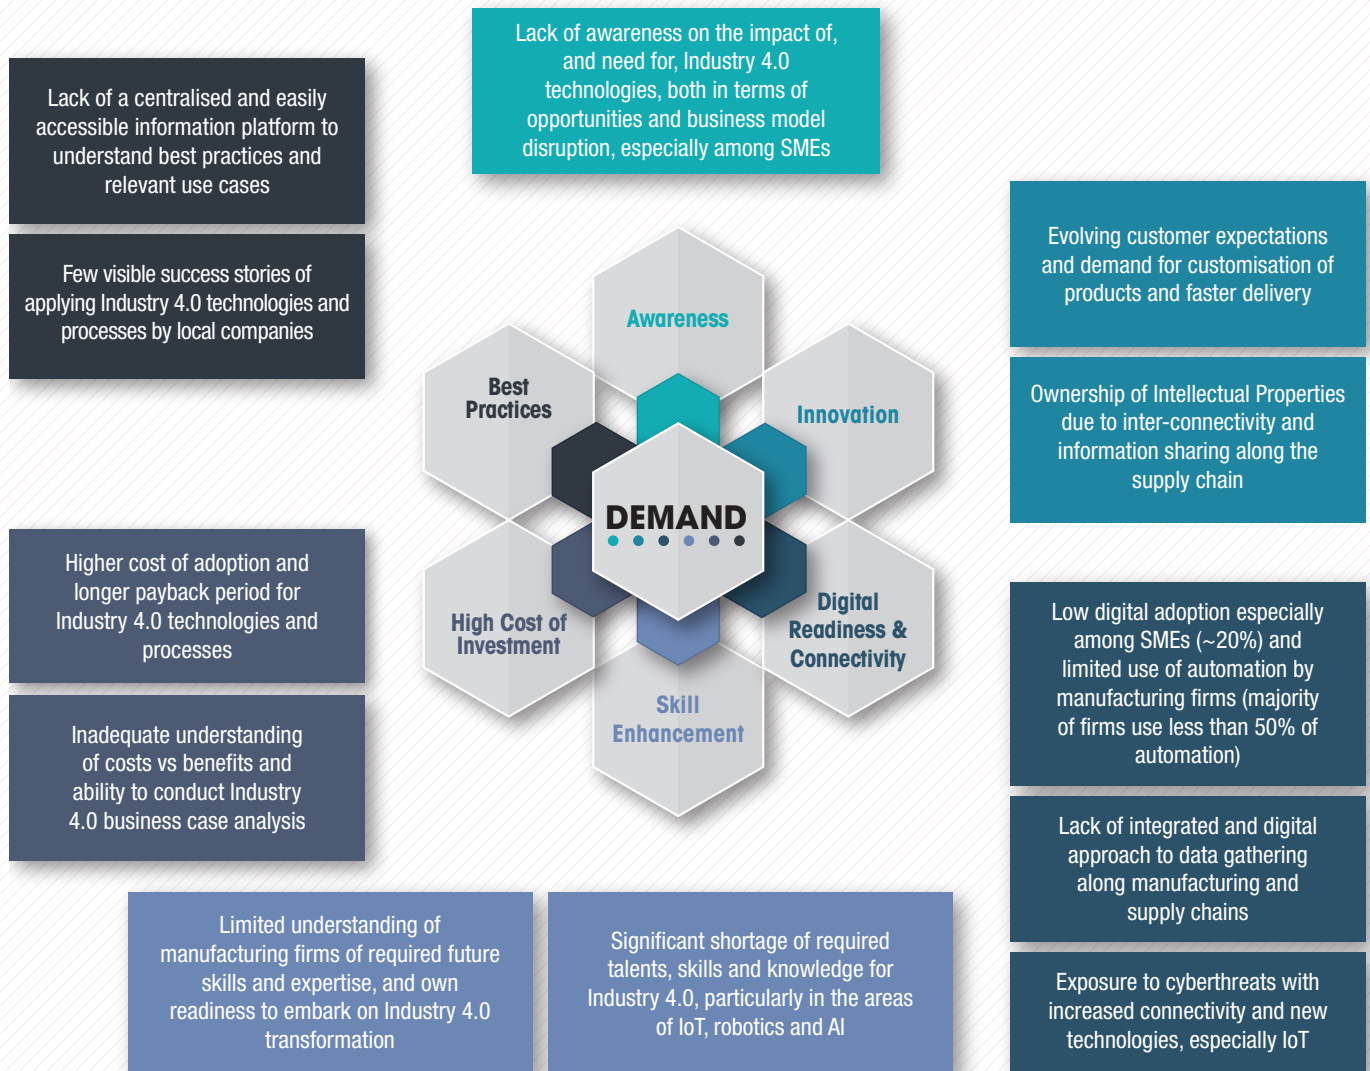 Lack of awareness on the impact of,
and need for, Industry 4.0
technologies, both in terms of
opportunities and business model
disruption, especially among SMEs
Lack of a centralised and easily
accessible information platform to
understand best practices and
relevant use cases
Few visible success stories of
applying Industry 4.0 technologies and
processes by local companies
Evolving customer expectations
and demand for customisation of
products and faster delivery
Ownership of Intellectual Properties
due to inter-connectivity and
information sharing along the
supply chain
Awareness
Best
Practices
Innovation
DEMAND
High Cost of
Investment
Digital
Readiness &
Connectivity
Skill
Enhancement
Higher cost of adoption and
longer payback period for
Industry 4.0 technologies and
processes
Inadequate understanding
of costs vs benefits and
ability to conduct Industry
4.0 business case analysis
Low digital adoption especially
among SMEs (~20%) and
limited use of automation by
manufacturing firms (majority
of firms use less than 50% of
automation)
Lack of integrated and digital
approach to data gathering
along manufacturing and
supply chains
Exposure to cyberthreats with
increased connectivity and new
technologies, especially IoT
Limited understanding of
manufacturing firms of required future
skills and expertise, and own
readiness to embark on Industry 4.0
transformation
Significant shortage of required
talents, skills and knowledge for
Industry 4.0, particularly in the areas
of IoT, robotics and AI